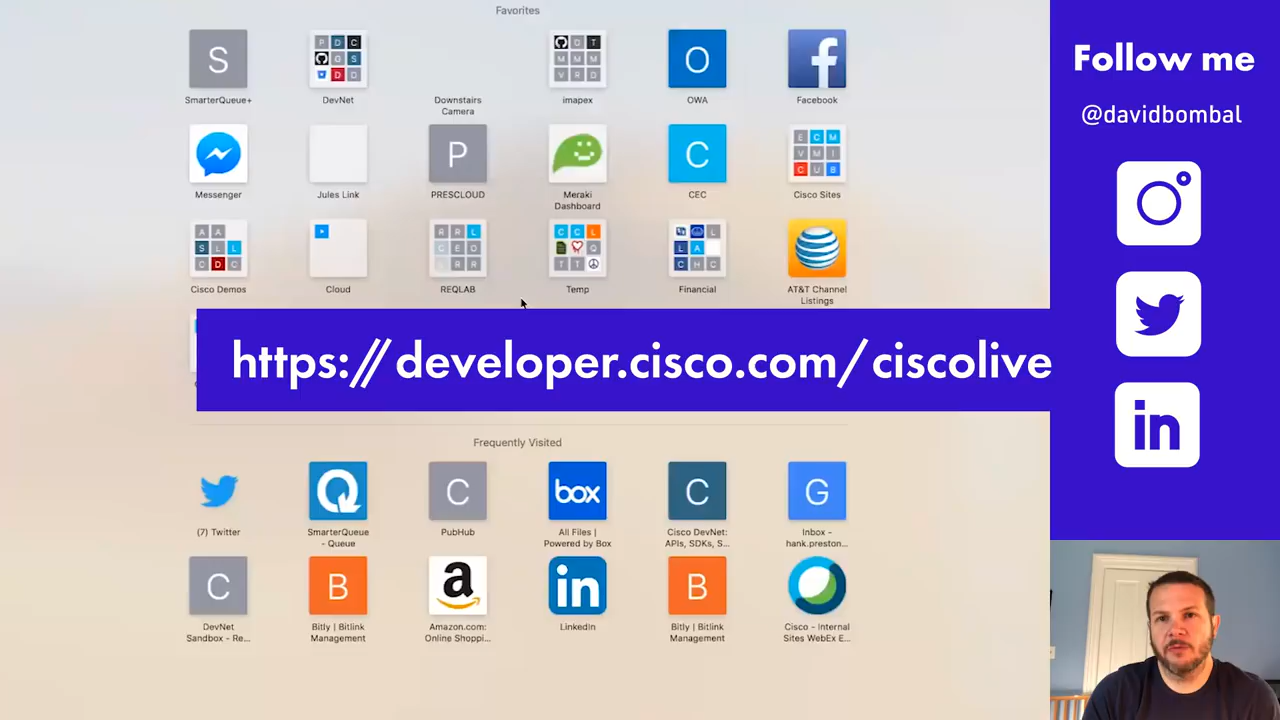 Favorites
Follow me
@davidbombal
S
SmarterQueue+
DevNet
Downstairs
Camera
imapex
O
OWA
Facebook
Messenger
Jules Link
P
PRESCLOUD
Meraki
Dashboard
C
CEC
Cisco Sites
Cisco Demos
Cloud
REQLAB
Temp
Financial
AT&T Channel
Listings
https://developer.cisco.com/ciscolive
in
Frequently Visited
(7) Twitter
SmarterQueue
- Queue
C
PubHub
box
All Files |
Powered by Box
C
Cisco DevNet:
APIs, SDKs, S...
G
Inbox -
hank.preston...
C
DevNet
Sandbox - Re...
B
Bitly | Bitlink
Management
a
Amazon.com:
Online Shoppi...
in
LinkedIn
B
Bitly | Bitlink
Management
Cisco - Internal
Sites WebEx E...